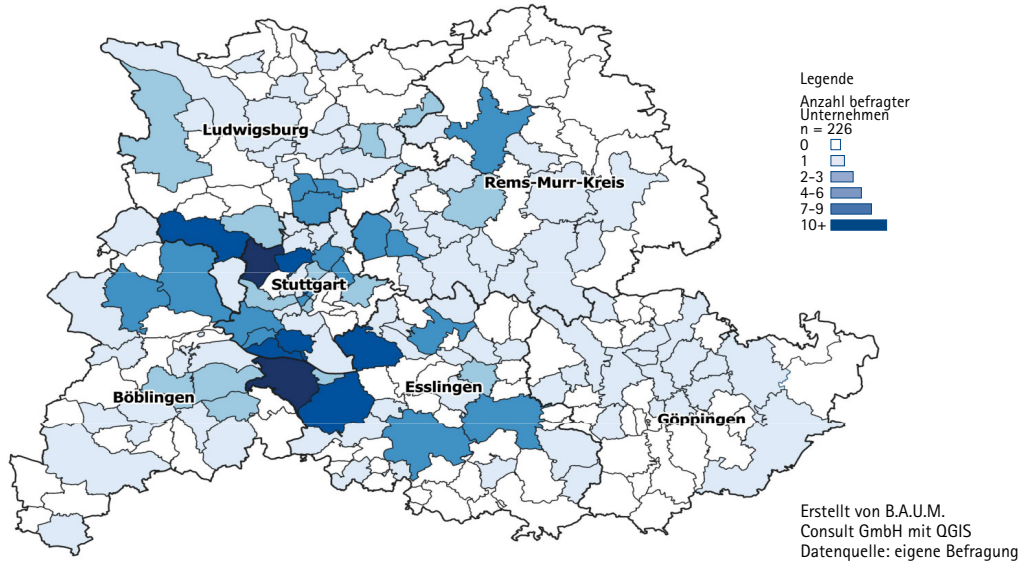 Ludwigsburg
Rems-Murr-Kreis
Stuttgart
Böblingen
Esslingen
Göppingen
Legende
Anzahl befragter
Unternehmen
n = 226
0
1
2-3
4-6
7-9
10+
Erstellt von B.A.U.M.
Consult GmbH mit QGIS
Datenquelle: eigene Befragung